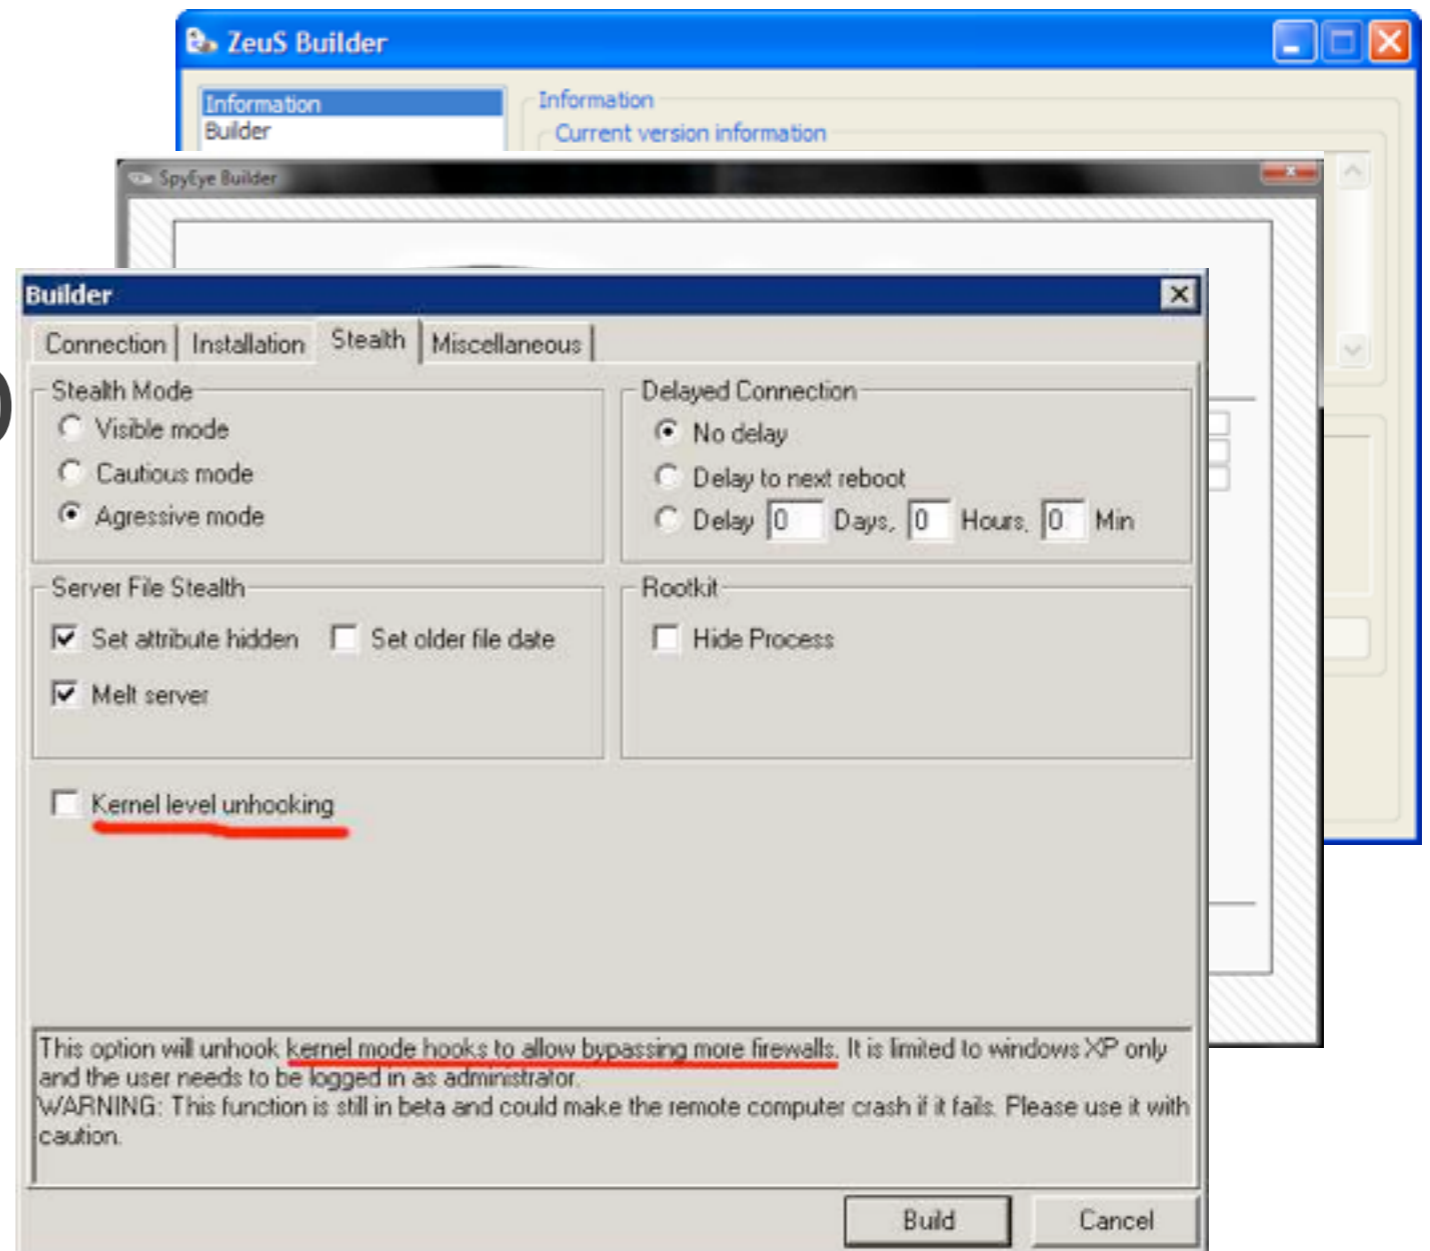 ZeuS Builder
Information
Builder
Information
Current version information
SpyEye Builder
Builder
Connection Installation Stealth Miscellaneous
Stealth Mode
Visible mode
Cautious mode
Agressive mode
Delayed Connection
No delay
Delay to next reboot
Delay 0 Days, 0 Hours, 0 Min
Server File Stealth
Set attribute hidden Set older file date
Melt server
Rootkit
Hide Process
Kernel level unhooking
This option will unhook kernel mode hooks to allow bypassing more firewalls. It is limited to windows XP only
and the user needs to be logged in as administrator.
WARNING: This function is still in beta and could make the remote computer crash if it fails. Please use it with
caution.
Build Cancel